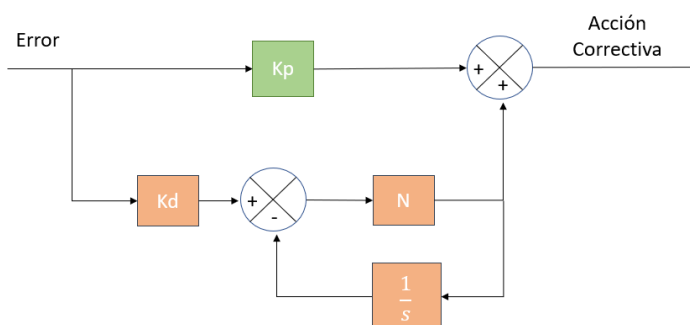 Error
Acción
Correctiva
Kp
+
+
Kd
+
-
N
1
s